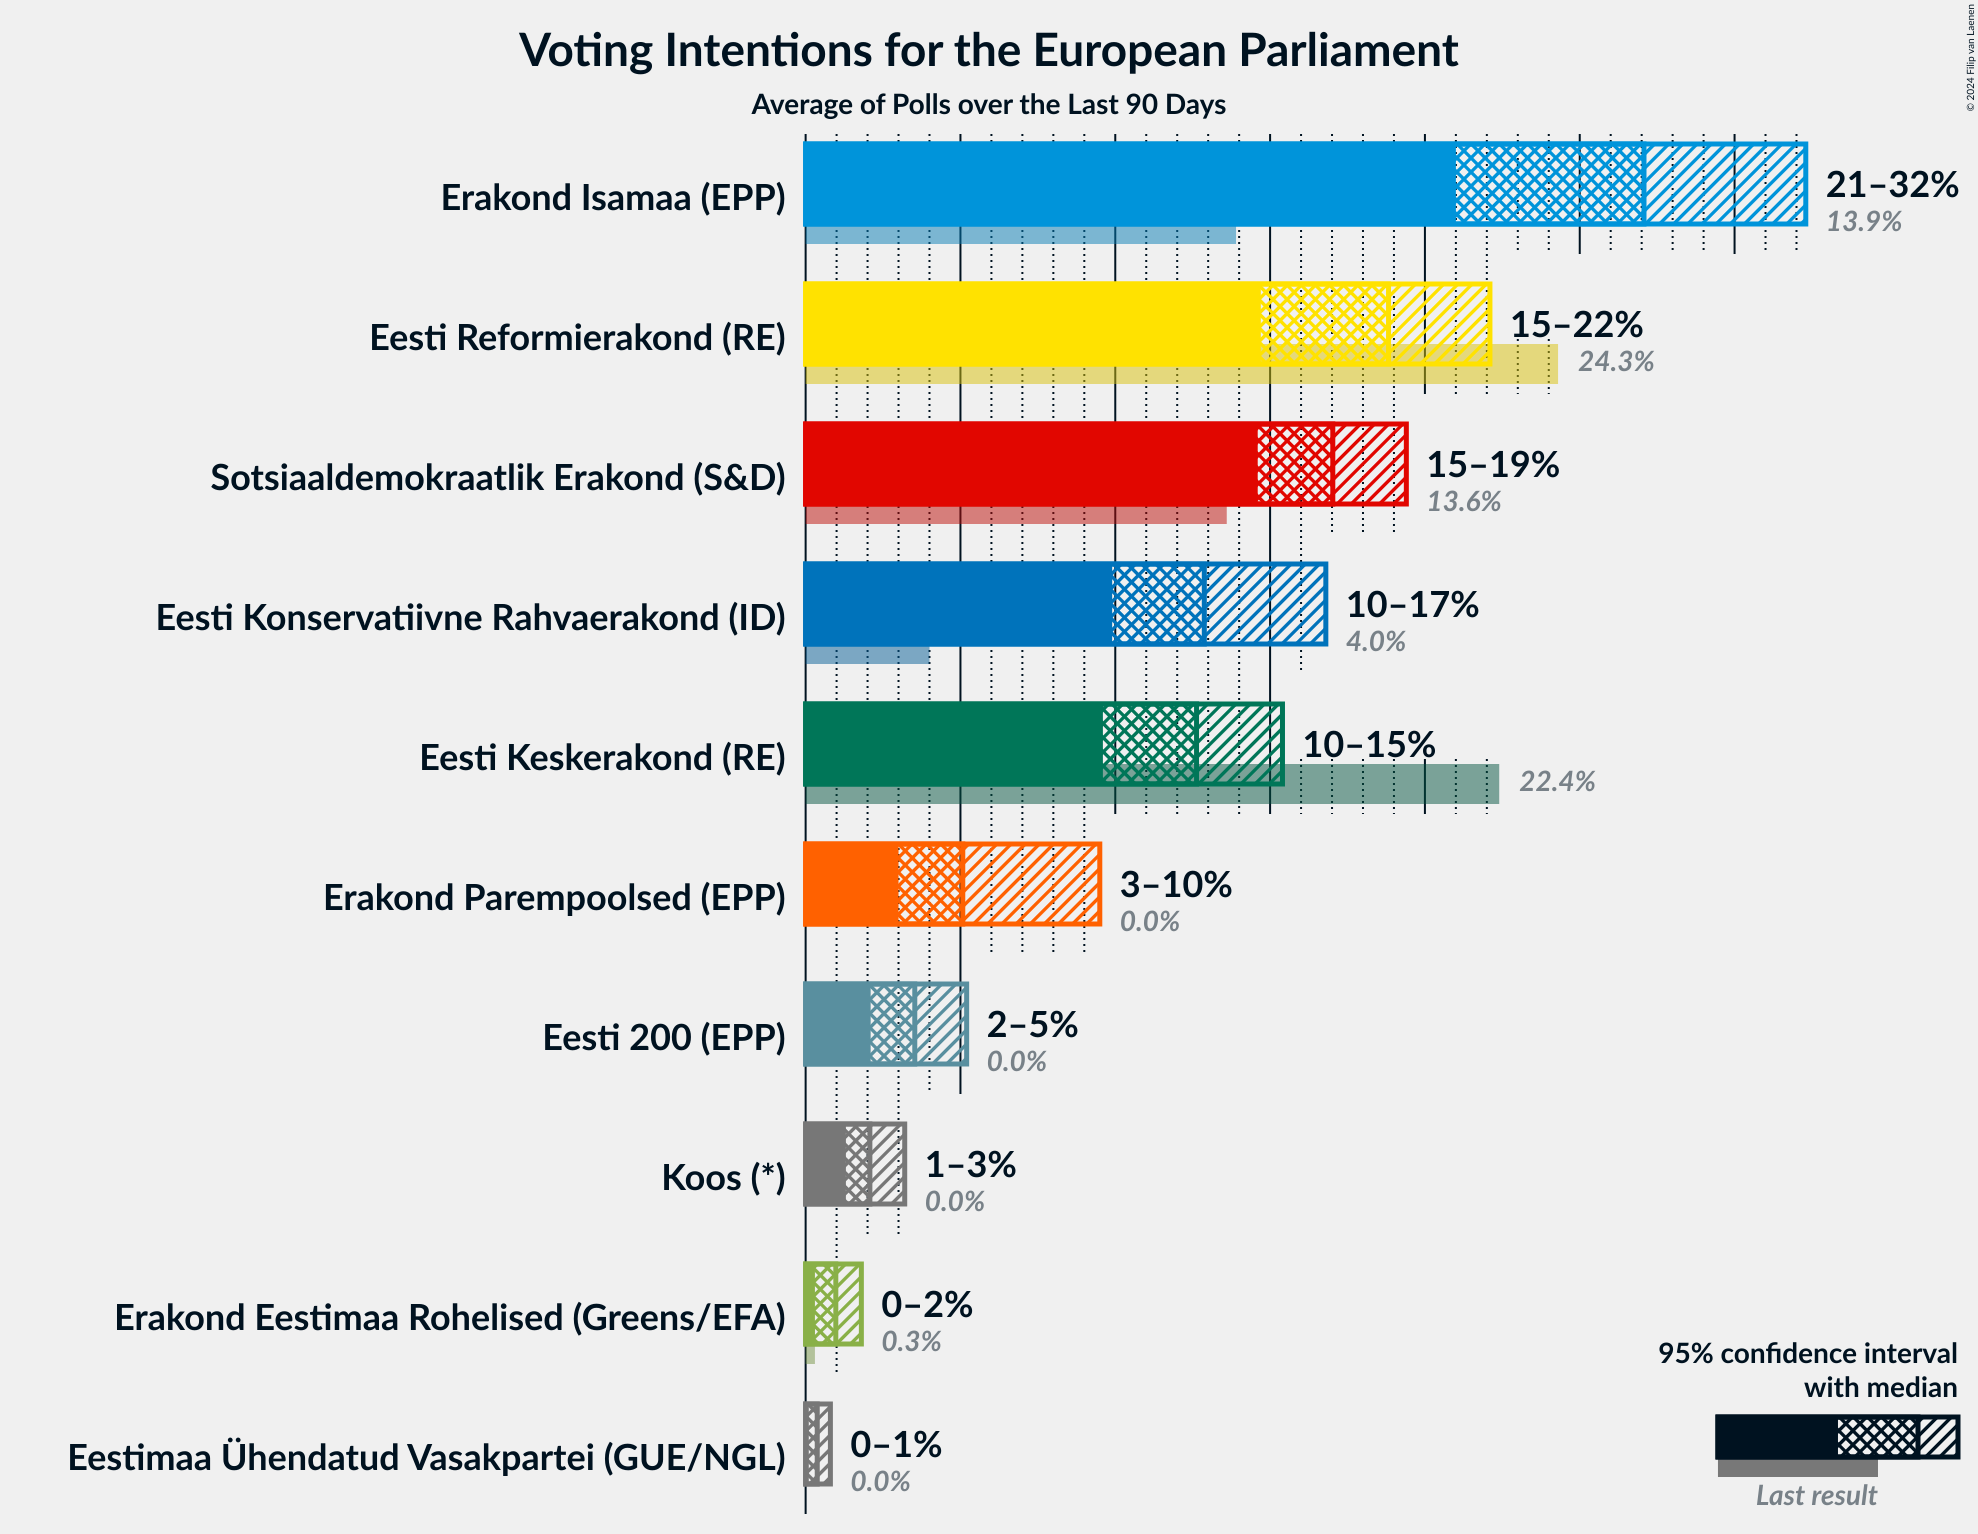 Voting Intentions for the European Parliament
Average of Polls over the Last 90 Days
© 2024 Filip van Laenen
Erakond Isamaa (EPP)
21–32%
13.9%
Eesti Reformierakond (RE)
15–22%
24.3%
Sotsiaaldemokraatlik Erakond (S&D)
15–19%
13.6%
Eesti Konservatiivne Rahvaerakond (ID)
10–17%
4.0%
Eesti Keskerakond (RE)
10–15%
22.4%
Erakond Parempoolsed (EPP)
3–10%
0.0%
Eesti 200 (EPP)
2–5%
0.0%
Koos (*)
1–3%
0.0%
Erakond Eestimaa Rohelised (Greens/EFA)
0–2%
0.3%
Eestimaa Ühendatud Vasakpartei (GUE/NGL)
0–1%
0.0%
95% confidence interval
with median
Last result